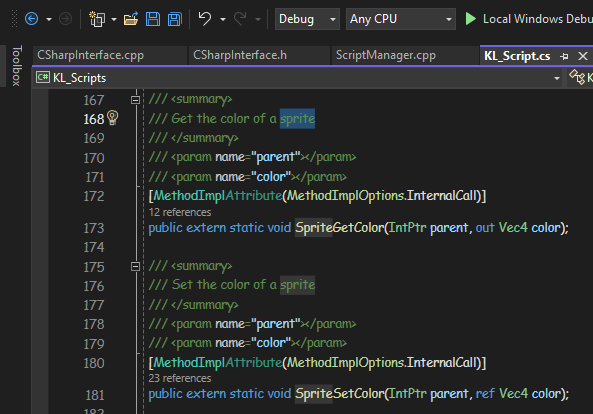 Debug Any CPU Local Windows Debu
Toolbox
CSharpInterface.cpp CSharpInterface.h ScriptManager.cpp KL_Script.cs
C# KL_Scripts KL
167 /// <summary>
168 /// Get the color of a sprite
169 /// </summary>
170 /// <param name="parent"></param>
171 /// <param name="color"></param>
172 [MethodImplAttribute(MethodImplOptions.InternalCall)]
12 references
173 public extern static void SpriteGetColor(IntPtr parent, out Vec4 color);
174
175 /// <summary>
176 /// Set the color of a sprite
177 /// </summary>
178 /// <param name="parent"></param>
179 /// <param name="color"></param>
180 [MethodImplAttribute(MethodImplOptions.InternalCall)]
23 references
181 public extern static void SpriteSetColor(IntPtr parent, ref Vec4 color);